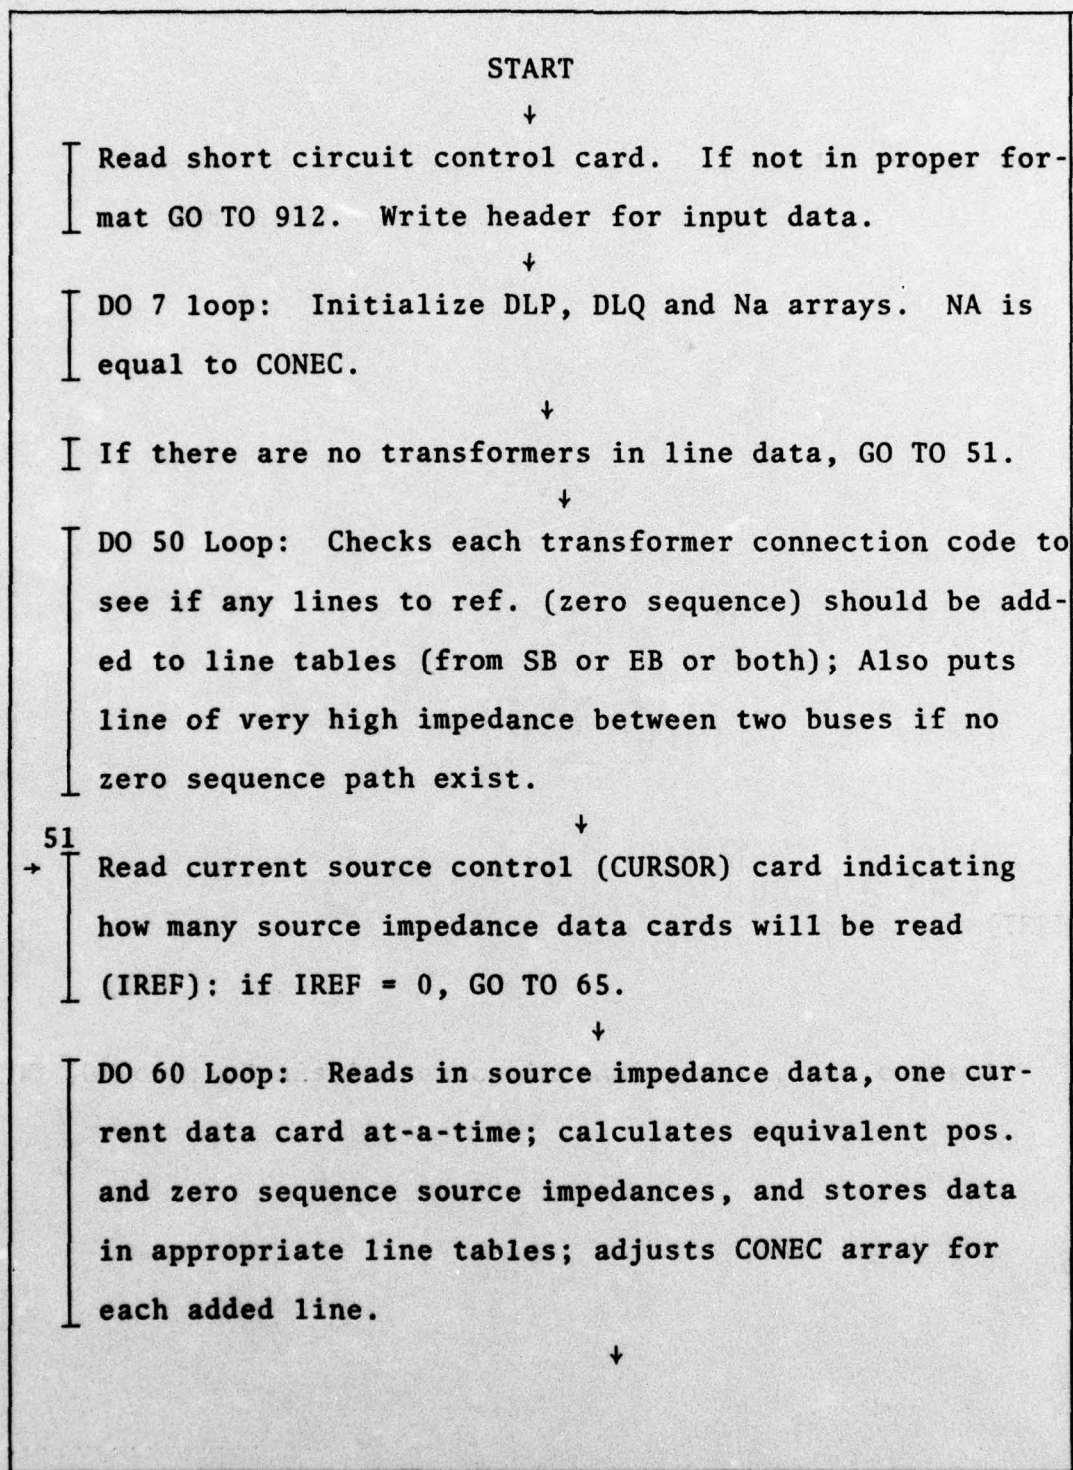 START
↓
Read short circuit control card. If not in proper for-
mat GO TO 912. Write header for input data.
↓
DO 7 loop: Initialize DLP, DLQ and Na arrays. NA is
equal to CONEC.
↓
If there are no transformers in line data, GO TO 51.
↓
DO 50 Loop: Checks each transformer connection code to
see if any lines to ref. (zero sequence) should be add-
ed to line tables (from SB or EB or both); Also puts
line of very high impedance between two buses if no
zero sequence path exist.
↓
51
→ Read current source control (CURSOR) card indicating
how many source impedance data cards will be read
(IREF): if IREF = 0, GO TO 65.
↓
DO 60 Loop: Reads in source impedance data, one cur-
rent data card at-a-time; calculates equivalent pos.
and zero sequence source impedances, and stores data
in appropriate line tables; adjusts CONEC array for
each added line.
↓